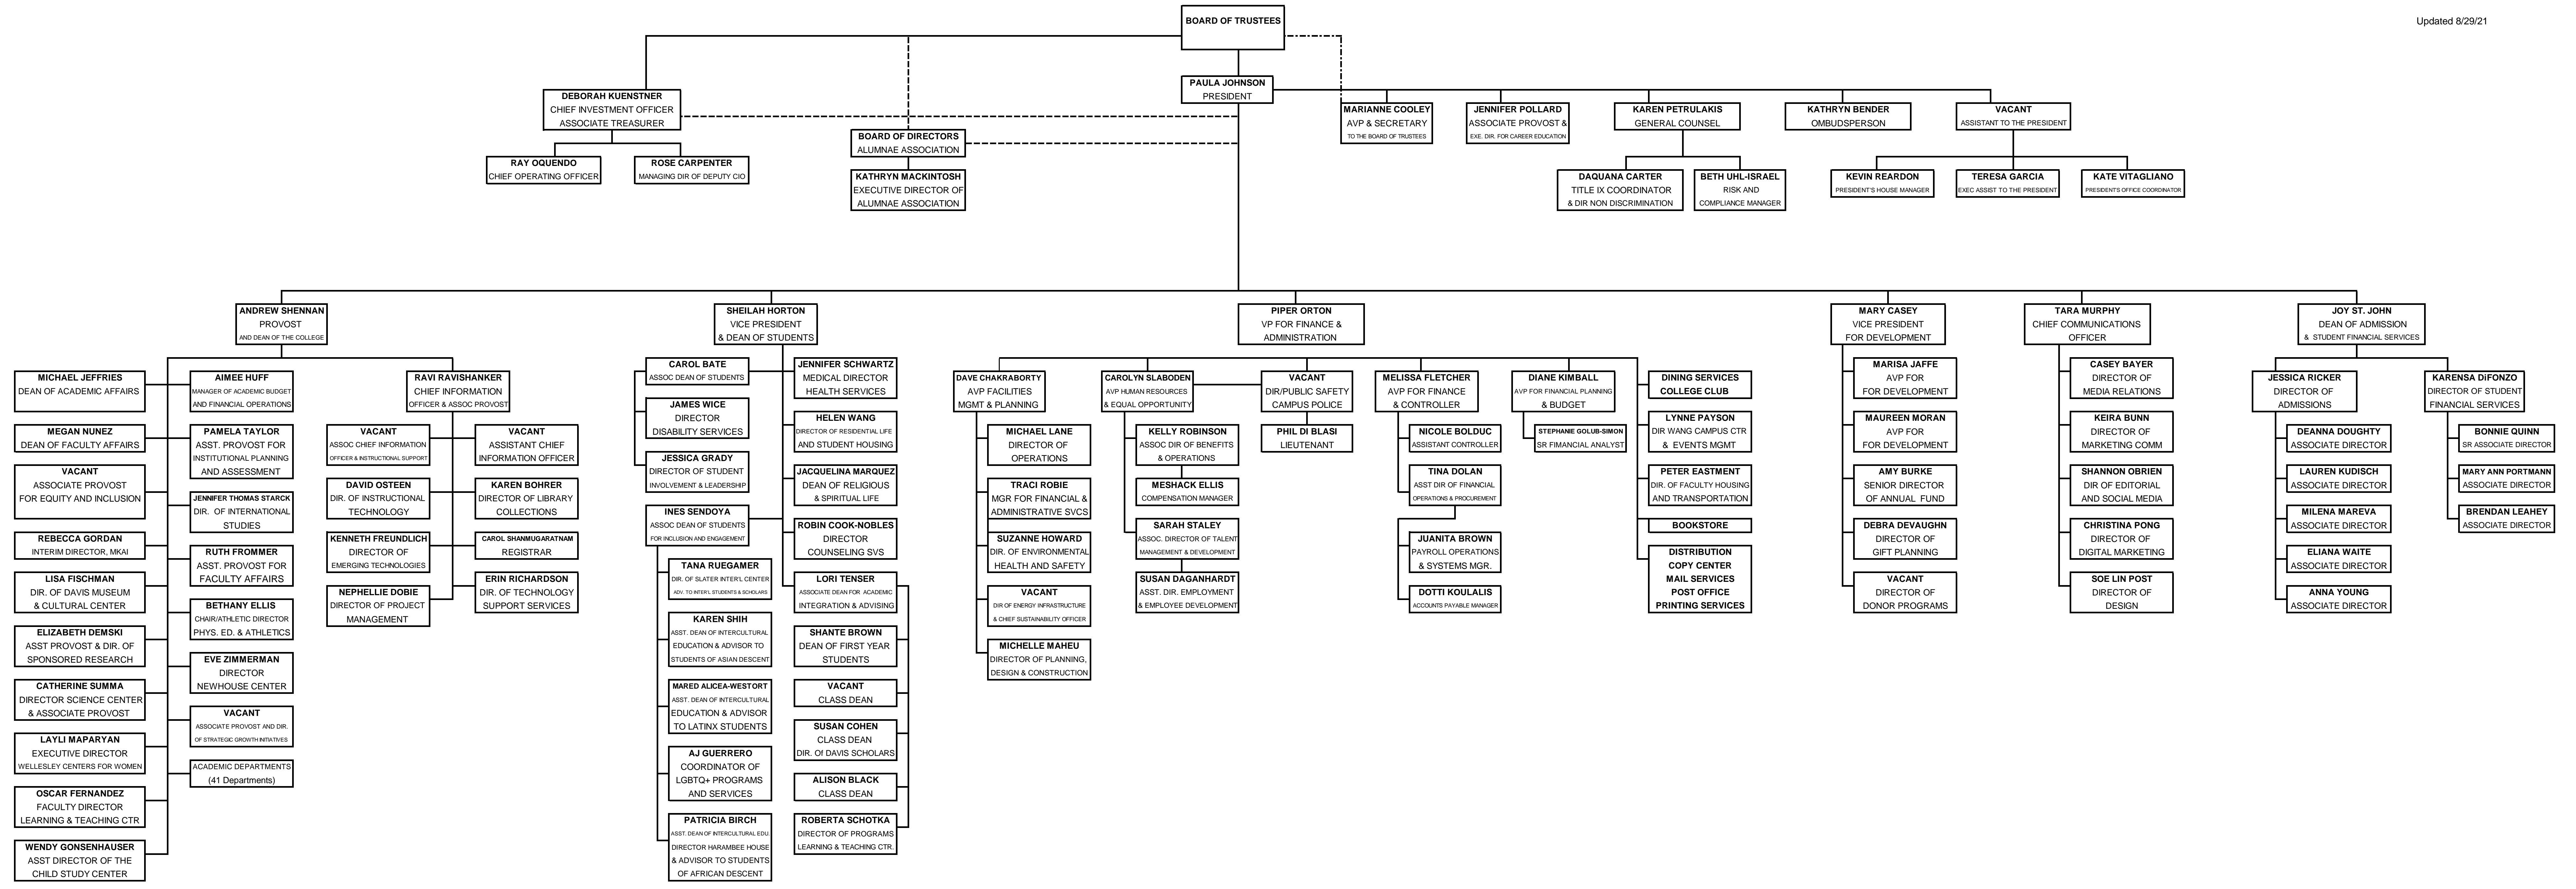 Updated 8/29/21
BOARD OF TRUSTEES
PAULA JOHNSON
PRESIDENT
DEBORAH KUENSTNER
CHIEF INVESTMENT OFFICER
ASSOCIATE TREASURER
RAY OQUENDO
CHIEF OPERATING OFFICER
ROSE CARPENTER
MANAGING DIR OF DEPUTY CIO
BOARD OF DIRECTORS
ALUMNAE ASSOCIATION
KATHRYN MACKINTOSH
EXECUTIVE DIRECTOR OF
ALUMNAE ASSOCIATION
MARIANNE COOLEY
AVP & SECRETARY
TO THE BOARD OF TRUSTEES
JENNIFER POLLARD
ASSOCIATE PROVOST &
EXE. DIR. FOR CAREER EDUCATION
KAREN PETRULAKIS
GENERAL COUNSEL
KATHRYN BENDER
OMBUDSPERSON
VACANT
ASSISTANT TO THE PRESIDENT
DAQUANA CARTER
TITLE IX COORDINATOR
& DIR NON DISCRIMINATION
BETH UHL-ISRAEL
RISK AND
COMPLIANCE MANAGER
KEVIN REARDON
PRESIDENT'S HOUSE MANAGER
TERESA GARCIA
EXEC ASSIST TO THE PRESIDENT
KATE VITAGLIANO
PRESIDENTS OFFICE COORDINATOR
ANDREW SHENNAN
PROVOST
AND DEAN OF THE COLLEGE
MICHAEL JEFFRIES
DEAN OF ACADEMIC AFFAIRS
MEGAN NUNEZ
DEAN OF FACULTY AFFAIRS
VACANT
ASSOCIATE PROVOST
FOR EQUITY AND INCLUSION
REBECCA GORDAN
INTERIM DIRECTOR, MKAI
LISA FISCHMAN
DIR. OF DAVIS MUSEUM
& CULTURAL CENTER
ELIZABETH DEMSKI
ASST PROVOST & DIR. OF
SPONSORED RESEARCH
CATHERINE SUMMA
DIRECTOR SCIENCE CENTER
& ASSOCIATE PROVOST
LAYLI MAPARYAN
EXECUTIVE DIRECTOR
WELLESLEY CENTERS FOR WOMEN
OSCAR FERNANDEZ
FACULTY DIRECTOR
LEARNING & TEACHING CTR
WENDY GONSENHAUSER
ASST DIRECTOR OF THE
CHILD STUDY CENTER
AIMEE HUFF
MANAGER OF ACADEMIC BUDGET
AND FINANCIAL OPERATIONS
PAMELA TAYLOR
ASST. PROVOST FOR
INSTITUTIONAL PLANNING
AND ASSESSMENT
JENNIFER THOMAS STARCK
DIR. OF INTERNATIONAL
STUDIES
RUTH FROMMER
ASST. PROVOST FOR
FACULTY AFFAIRS
BETHANY ELLIS
CHAIR/ATHLETIC DIRECTOR
PHYS. ED. & ATHLETICS
EVE ZIMMERMAN
DIRECTOR
NEWHOUSE CENTER
VACANT
ASSOCIATE PROVOST AND DIR.
OF STRATEGIC GROWTH INITIATIVES
ACADEMIC DEPARTMENTS
(41 Departments)
RAVI RAVISHANKER
CHIEF INFORMATION
OFFICER & ASSOC PROVOST
VACANT
ASSOC CHIEF INFORMATION
OFFICER & INSTRUCTIONAL SUPPORT
DAVID OSTEEN
DIR. OF INSTRUCTIONAL
TECHNOLOGY
KENNETH FREUNDLICH
DIRECTOR OF
EMERGING TECHNOLOGIES
NEPHELLIE DOBIE
DIRECTOR OF PROJECT
MANAGEMENT
VACANT
ASSISTANT CHIEF
INFORMATION OFFICER
KAREN BOHRER
DIRECTOR OF LIBRARY
COLLECTIONS
CAROL SHANMUGARATNAM
REGISTRAR
ERIN RICHARDSON
DIR. OF TECHNOLOGY
SUPPORT SERVICES
SHEILAH HORTON
VICE PRESIDENT
& DEAN OF STUDENTS
CAROL BATE
ASSOC DEAN OF STUDENTS
JAMES WICE
DIRECTOR
DISABILITY SERVICES
JESSICA GRADY
DIRECTOR OF STUDENT
INVOLVEMENT & LEADERSHIP
INES SENDOYA
ASSOC DEAN OF STUDENTS
FOR INCLUSION AND ENGAGEMENT
TANA RUEGAMER
DIR. OF SLATER INTER'L CENTER
ADV. TO INTER'L STUDENTS & SCHOLARS
KAREN SHIH
ASST. DEAN OF INTERCULTURAL
EDUCATION & ADVISOR TO
STUDENTS OF ASIAN DESCENT
MARED ALICEA-WESTORT
ASST. DEAN OF INTERCULTURAL
EDUCATION & ADVISOR
TO LATINX STUDENTS
AJ GUERRERO
COORDINATOR OF
LGBTQ+ PROGRAMS
AND SERVICES
PATRICIA BIRCH
ASST. DEAN OF INTERCULTURAL EDU.
DIRECTOR HARAMBEE HOUSE
& ADVISOR TO STUDENTS
OF AFRICAN DESCENT
JENNIFER SCHWARTZ
MEDICAL DIRECTOR
HEALTH SERVICES
HELEN WANG
DIRECTOR OF RESIDENTIAL LIFE
AND STUDENT HOUSING
JACQUELINA MARQUEZ
DEAN OF RELIGIOUS
& SPIRITUAL LIFE
ROBIN COOK-NOBLES
DIRECTOR
COUNSELING SVS
LORI TENSER
ASSOCIATE DEAN FOR ACADEMIC
INTEGRATION & ADVISING
SHANTE BROWN
DEAN OF FIRST YEAR
STUDENTS
VACANT
CLASS DEAN
SUSAN COHEN
CLASS DEAN
DIR. Of DAVIS SCHOLARS
ALISON BLACK
CLASS DEAN
ROBERTA SCHOTKA
DIRECTOR OF PROGRAMS
LEARNING & TEACHING CTR.
PIPER ORTON
VP FOR FINANCE &
ADMINISTRATION
DAVE CHAKRABORTY
AVP FACILITIES
MGMT & PLANNING
MICHAEL LANE
DIRECTOR OF
OPERATIONS
TRACI ROBIE
MGR FOR FINANCIAL &
ADMINISTRATIVE SVCS
SUZANNE HOWARD
DIR. OF ENVIRONMENTAL
HEALTH AND SAFETY
VACANT
DIR OF ENERGY INFRASTRUCTURE
& CHIEF SUSTAINABILITY OFFICER
MICHELLE MAHEU
DIRECTOR OF PLANNING,
DESIGN & CONSTRUCTION
CAROLYN SLABODEN
AVP HUMAN RESOURCES
& EQUAL OPPORTUNITY
KELLY ROBINSON
ASSOC DIR OF BENEFITS
& OPERATIONS
MESHACK ELLIS
COMPENSATION MANAGER
SARAH STALEY
ASSOC. DIRECTOR OF TALENT
MANAGEMENT & DEVELOPMENT
SUSAN DAGANHARDT
ASST. DIR. EMPLOYMENT
& EMPLOYEE DEVELOPMENT
VACANT
DIR/PUBLIC SAFETY
CAMPUS POLICE
PHIL DI BLASI
LIEUTENANT
MELISSA FLETCHER
AVP FOR FINANCE
& CONTROLLER
NICOLE BOLDUC
ASSISTANT CONTROLLER
TINA DOLAN
ASST DIR OF FINANCIAL
OPERATIONS & PROCUREMENT
JUANITA BROWN
PAYROLL OPERATIONS
& SYSTEMS MGR.
DOTTI KOULALIS
ACCOUNTS PAYABLE MANAGER
DIANE KIMBALL
AVP FOR FINANCIAL PLANNING
& BUDGET
STEPHANIE GOLUB-SIMON
SR FIMANCIAL ANALYST
DINING SERVICES
COLLEGE CLUB
LYNNE PAYSON
DIR WANG CAMPUS CTR
& EVENTS MGMT
PETER EASTMENT
DIR. OF FACULTY HOUSING
AND TRANSPORTATION
BOOKSTORE
DISTRIBUTION
COPY CENTER
MAIL SERVICES
POST OFFICE
PRINTING SERVICES
MARY CASEY
VICE PRESIDENT
FOR DEVELOPMENT
MARISA JAFFE
AVP FOR
FOR DEVELOPMENT
MAUREEN MORAN
AVP FOR
FOR DEVELOPMENT
AMY BURKE
SENIOR DIRECTOR
OF ANNUAL FUND
DEBRA DEVAUGHN
DIRECTOR OF
GIFT PLANNING
VACANT
DIRECTOR OF
DONOR PROGRAMS
TARA MURPHY
CHIEF COMMUNICATIONS
OFFICER
CASEY BAYER
DIRECTOR OF
MEDIA RELATIONS
KEIRA BUNN
DIRECTOR OF
MARKETING COMM
SHANNON OBRIEN
DIR OF EDITORIAL
AND SOCIAL MEDIA
CHRISTINA PONG
DIRECTOR OF
DIGITAL MARKETING
SOE LIN POST
DIRECTOR OF
DESIGN
JOY ST. JOHN
DEAN OF ADMISSION
& STUDENT FINANCIAL SERVICES
JESSICA RICKER
DIRECTOR OF
ADMISSIONS
DEANNA DOUGHTY
ASSOCIATE DIRECTOR
LAUREN KUDISCH
ASSOCIATE DIRECTOR
MILENA MAREVA
ASSOCIATE DIRECTOR
ELIANA WAITE
ASSOCIATE DIRECTOR
ANNA YOUNG
ASSOCIATE DIRECTOR
KARENSA DiFONZO
DIRECTOR OF STUDENT
FINANCIAL SERVICES
BONNIE QUINN
SR ASSOCIATE DIRECTOR
MARY ANN PORTMANN
ASSOCIATE DIRECTOR
BRENDAN LEAHEY
ASSOCIATE DIRECTOR